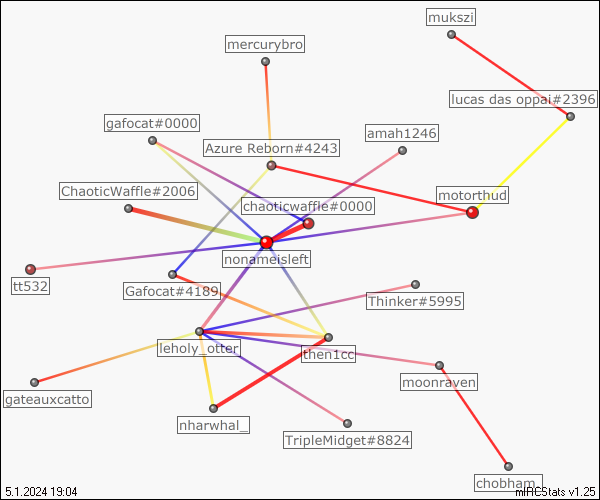 mukszi
mercurybro
lucas das oppai#2396
gafocat#0000
amah1246
Azure Reborn#4243
ChaoticWaffle#2006
motorthud
chaoticwaffle#0000
nonameisleft
tt532
Gafocat#4189
Thinker#5995
leholy_otter
then1cc
moonraven
gateauxcatto
nharwhal_
TripleMidget#8824
chobham_
5.1.2024 19:04
mIRCStats v1.25